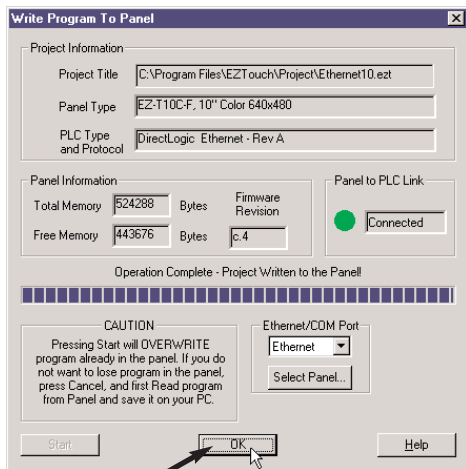 Write Program To Panel
Project Information
Project Title C:\Program Files\EZTouch\Project\Ethernet10.ezt
Panel Type EZ-T10C-F, 10" Color 640x480
PLC Type
and Protocol DirectLogic Ethernet - Rev A
Panel Information
Total Memory 524288 Bytes
Free Memory 443676 Bytes
Firmware
Revision
c.4
Panel to PLC Link
Connected
Operation Complete - Project Written to the Panel!
CAUTION
Pressing Start will OVERWRITE
program already in the panel. If you do
not want to lose program in the panel,
press Cancel, and first Read program
from Panel and save it on your PC.
Ethernet/COM Port
Ethernet
Select Panel...
Start
OK
Help